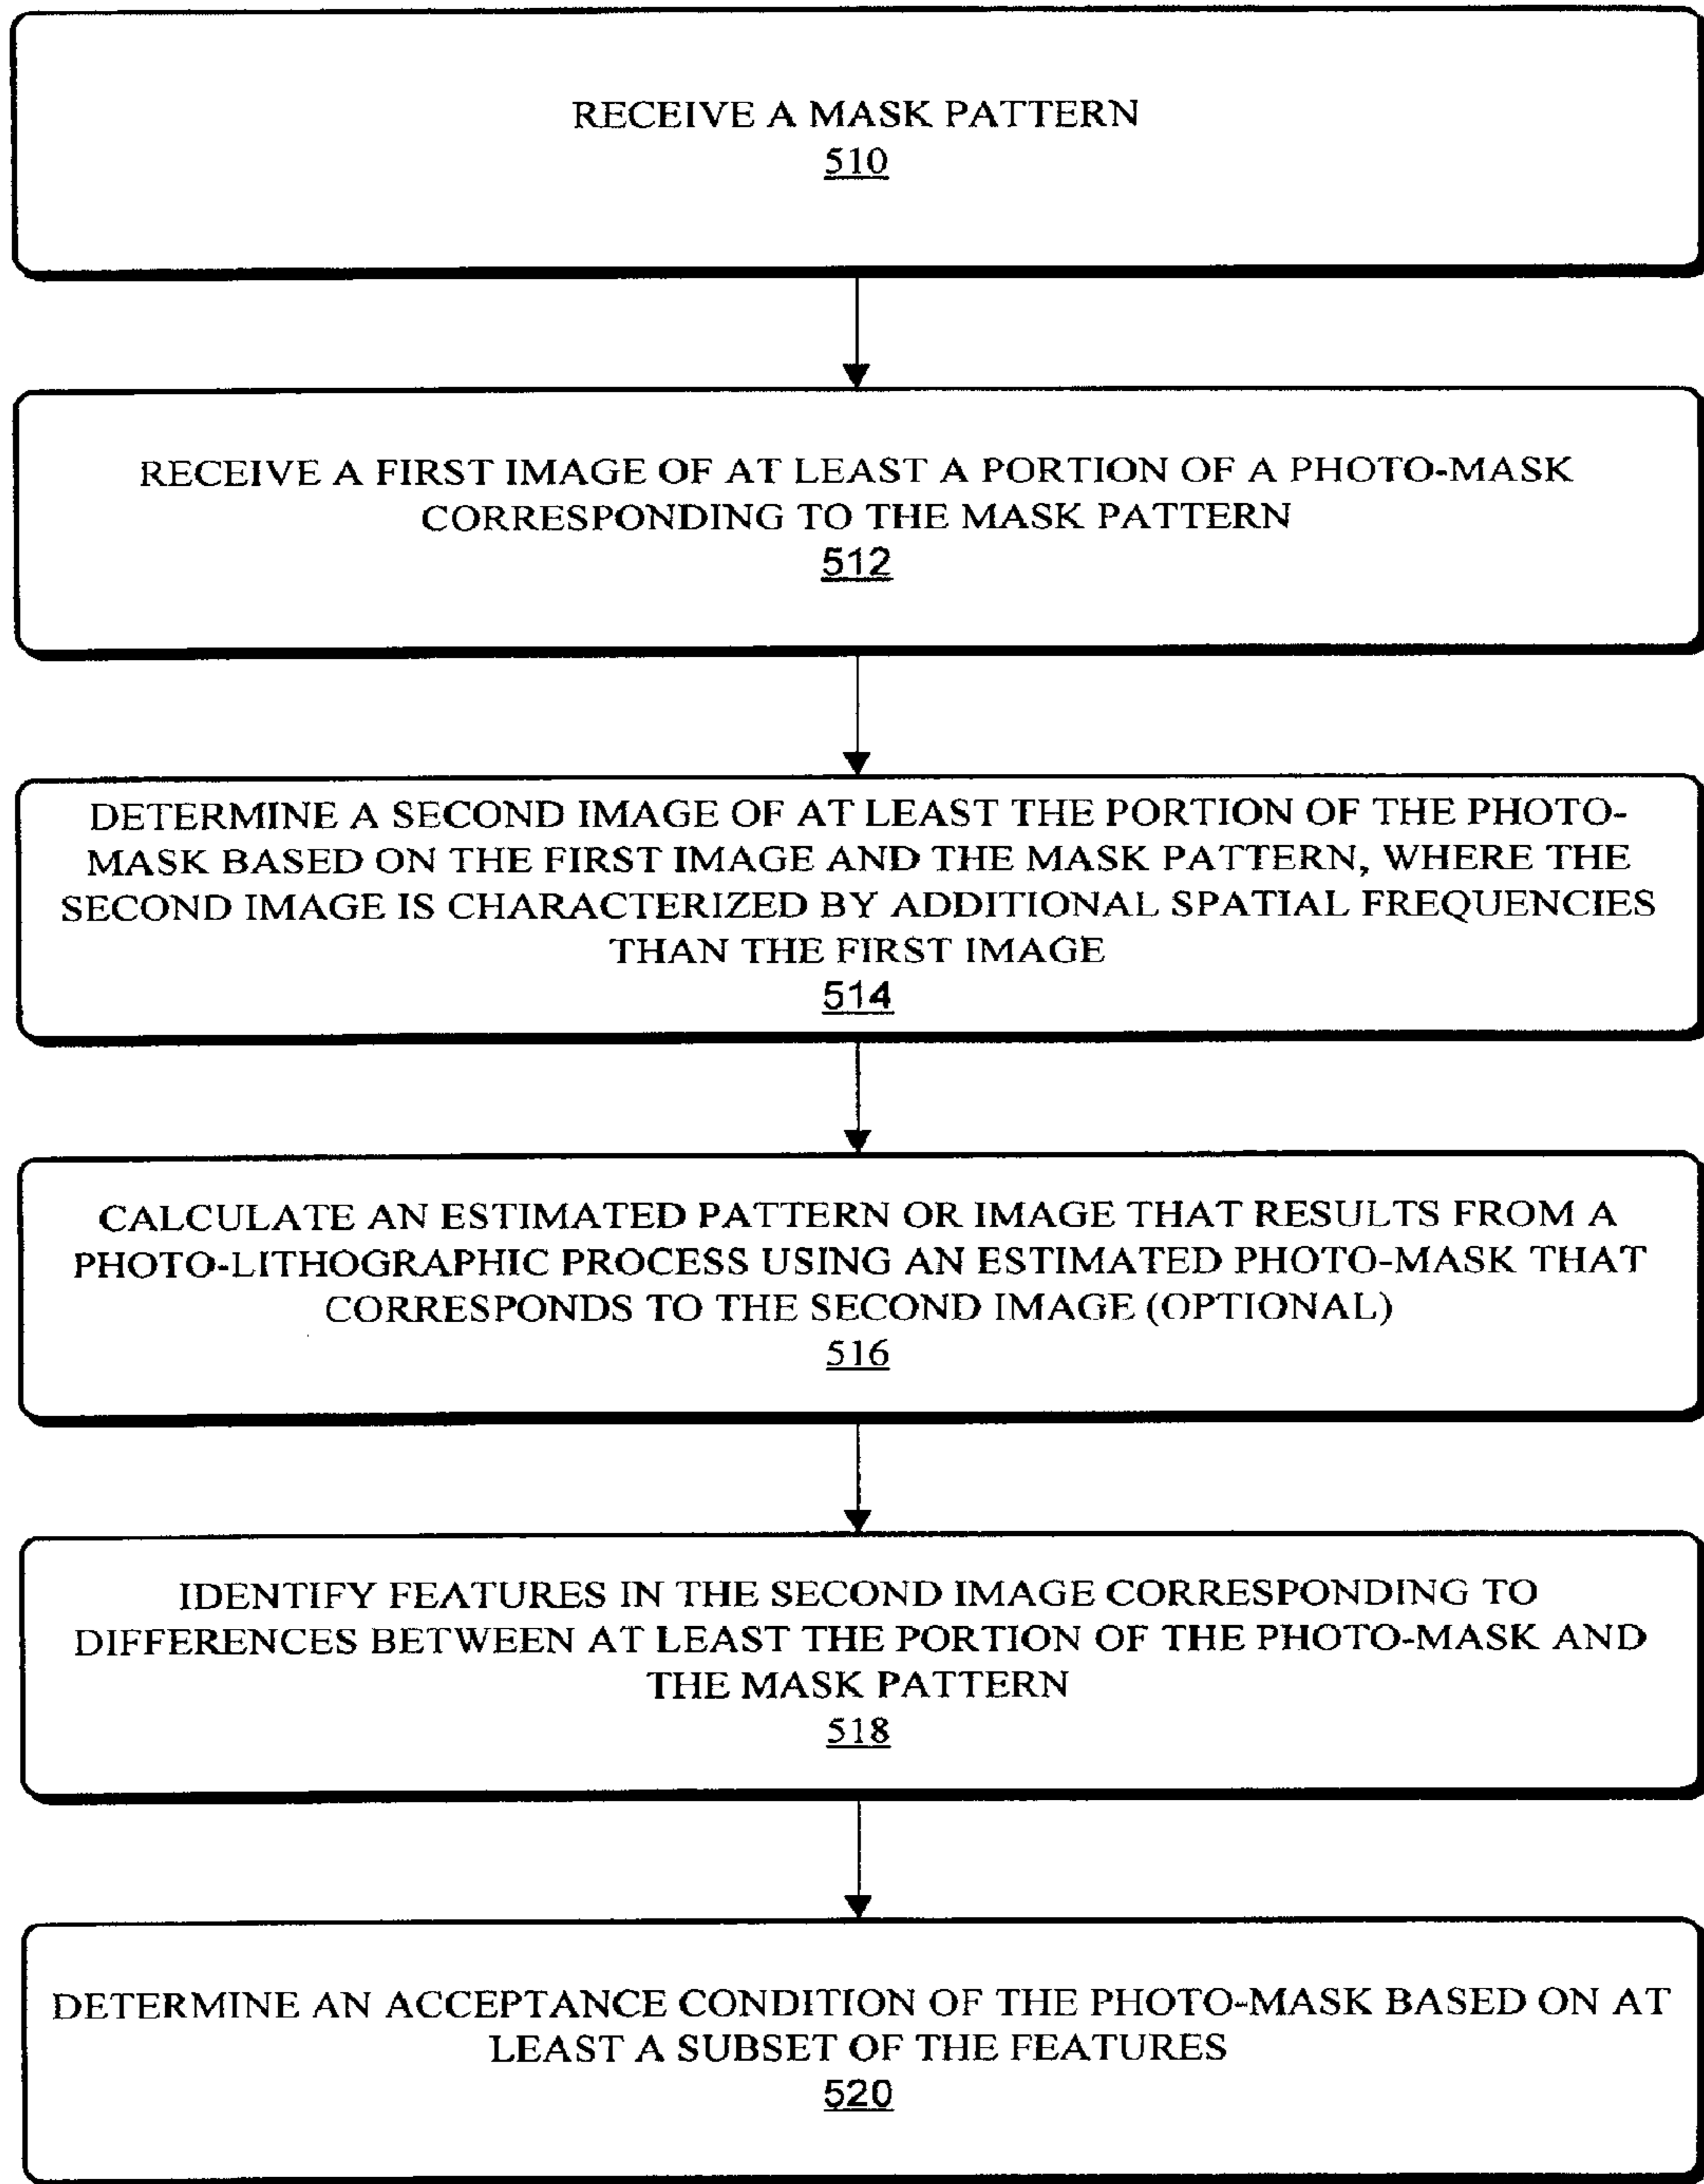 RECEIVE A MASK PATTERN
510
RECEIVE A FIRST IMAGE OF AT LEAST A PORTION OF A PHOTO-MASK
CORRESPONDING TO THE MASK PATTERN
512
DETERMINE A SECOND IMAGE OF AT LEAST THE PORTION OF THE PHOTO-
MASK BASED ON THE FIRST IMAGE AND THE MASK PATTERN, WHERE THE
SECOND IMAGE IS CHARACTERIZED BY ADDITIONAL SPATIAL FREQUENCIES
THAN THE FIRST IMAGE
514
CALCULATE AN ESTIMATED PATTERN OR IMAGE THAT RESULTS FROM A
PHOTO-LITHOGRAPHIC PROCESS USING AN ESTIMATED PHOTO-MASK THAT
CORRESPONDS TO THE SECOND IMAGE (OPTIONAL)
516
IDENTIFY FEATURES IN THE SECOND IMAGE CORRESPONDING TO
DIFFERENCES BETWEEN AT LEAST THE PORTION OF THE PHOTO-MASK AND
THE MASK PATTERN
518
DETERMINE AN ACCEPTANCE CONDITION OF THE PHOTO-MASK BASED ON AT
LEAST A SUBSET OF THE FEATURES
520